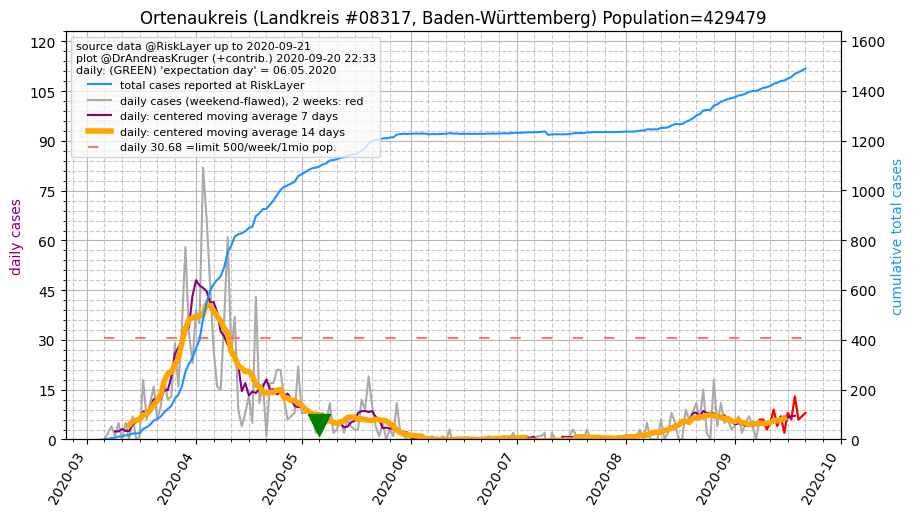 Ortenaukreis (Landkreis #08317, Baden-Württemberg) Population=429479
source data @RiskLayer up to 2020-09-21
plot @DrAndreasKruger (+contrib.) 2020-09-20 22:33
daily: (GREEN) 'expectation day' = 06.05.2020
total cases reported at RiskLayer
daily cases (weekend-flawed), 2 weeks: red
daily: centered moving average 7 days
daily: centered moving average 14 days
daily 30.68 =limit 500/week/1mio pop.
daily cases
120
105
90
75
60
45
30
15
0
cumulative total cases
1600
1400
1200
1000
800
600
400
200
0
2020-03
2020-04
2020-05
2020-06
2020-07
2020-08
2020-09
2020-10